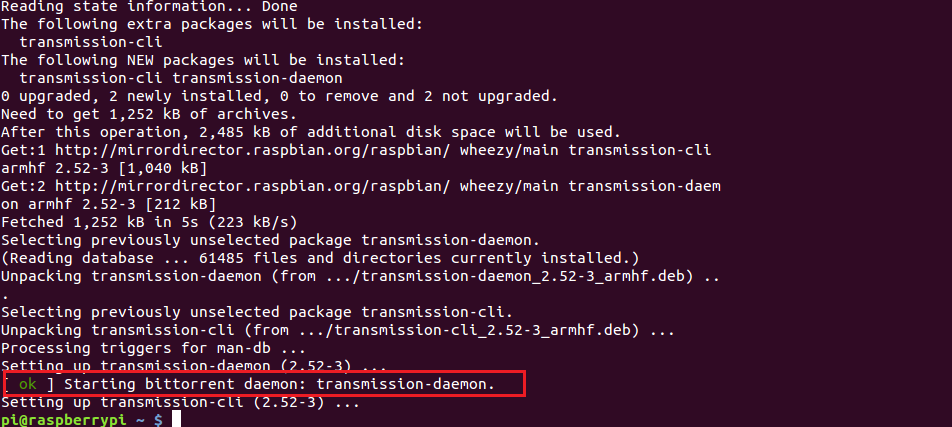 Reading state information... Done
The following extra packages will be installed:
  transmission-cli
The following NEW packages will be installed:
  transmission-cli transmission-daemon
0 upgraded, 2 newly installed, 0 to remove and 2 not upgraded.
Need to get 1,252 kB of archives.
After this operation, 2,485 kB of additional disk space will be used.
Get:1 http://mirrordirector.raspbian.org/raspbian/ wheezy/main transmission-cli
armhf 2.52-3 [1,040 kB]
Get:2 http://mirrordirector.raspbian.org/raspbian/ wheezy/main transmission-daem
on armhf 2.52-3 [212 kB]
Fetched 1,252 kB in 5s (223 kB/s)
Selecting previously unselected package transmission-daemon.
(Reading database ... 61485 files and directories currently installed.)
Unpacking transmission-daemon (from .../transmission-daemon_2.52-3_armhf.deb) ..
.
Selecting previously unselected package transmission-cli.
Unpacking transmission-cli (from .../transmission-cli_2.52-3_armhf.deb) ...
Processing triggers for man-db ...
Setting up transmission-daemon (2.52-3) ...
[ ok ] Starting bittorrent daemon: transmission-daemon.
Setting up transmission-cli (2.52-3) ...
pi@raspberrypi ~ $